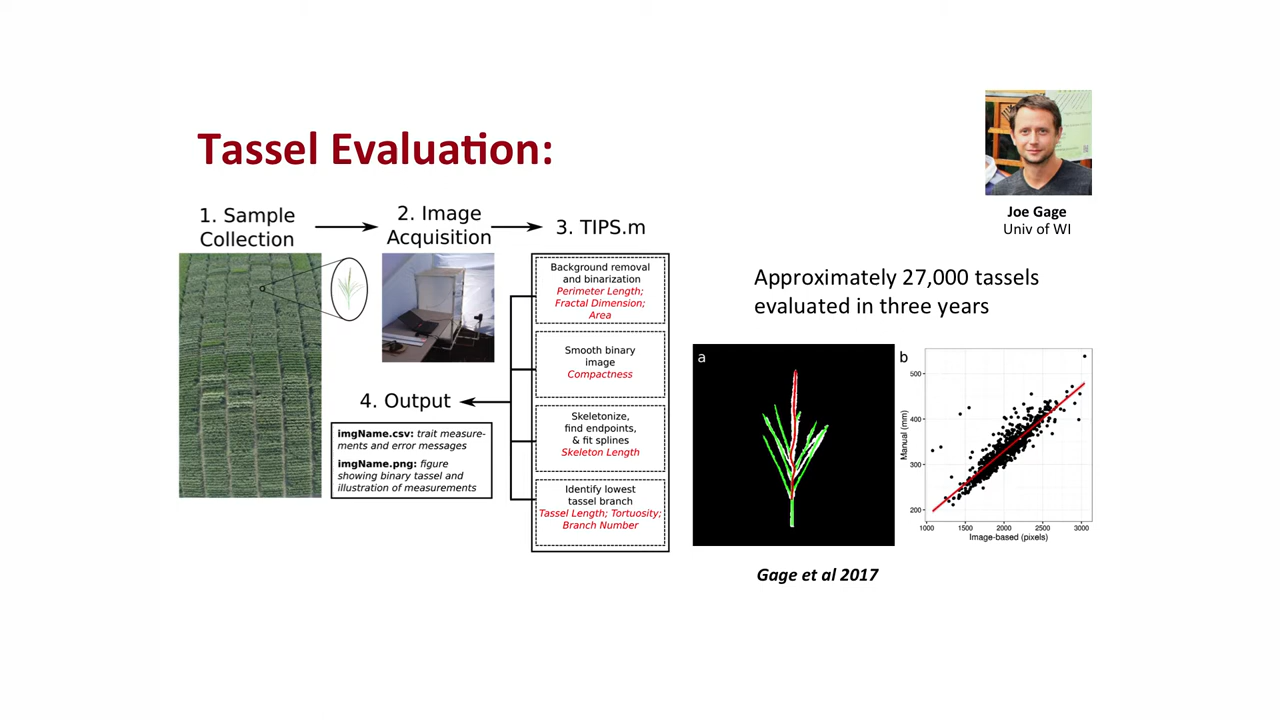 Tassel Evaluation:
Joe Gage
Univ of WI
1. Sample
Collection
2. Image
Acquisition
3. TIPS.m
Background removal
and binarization
Perimeter Length;
Fractal Dimension;
Area
Smooth binary
image
Compactness
Skeletonize,
find endpoints,
& fit splines
Skeleton Length
Identify lowest
tassel branch
Tassel Length; Tortuosity;
Branch Number
4. Output
imgName.csv: trait measure-
ments and error messages
imgName.png: figure
showing binary tassel and
illustration of measurements
Approximately 27,000 tassels
evaluated in three years
a
b
Manual (mm)
500
400
300
200
1000 1500 2000 2500 3000
Image-based (pixels)
Gage et al 2017